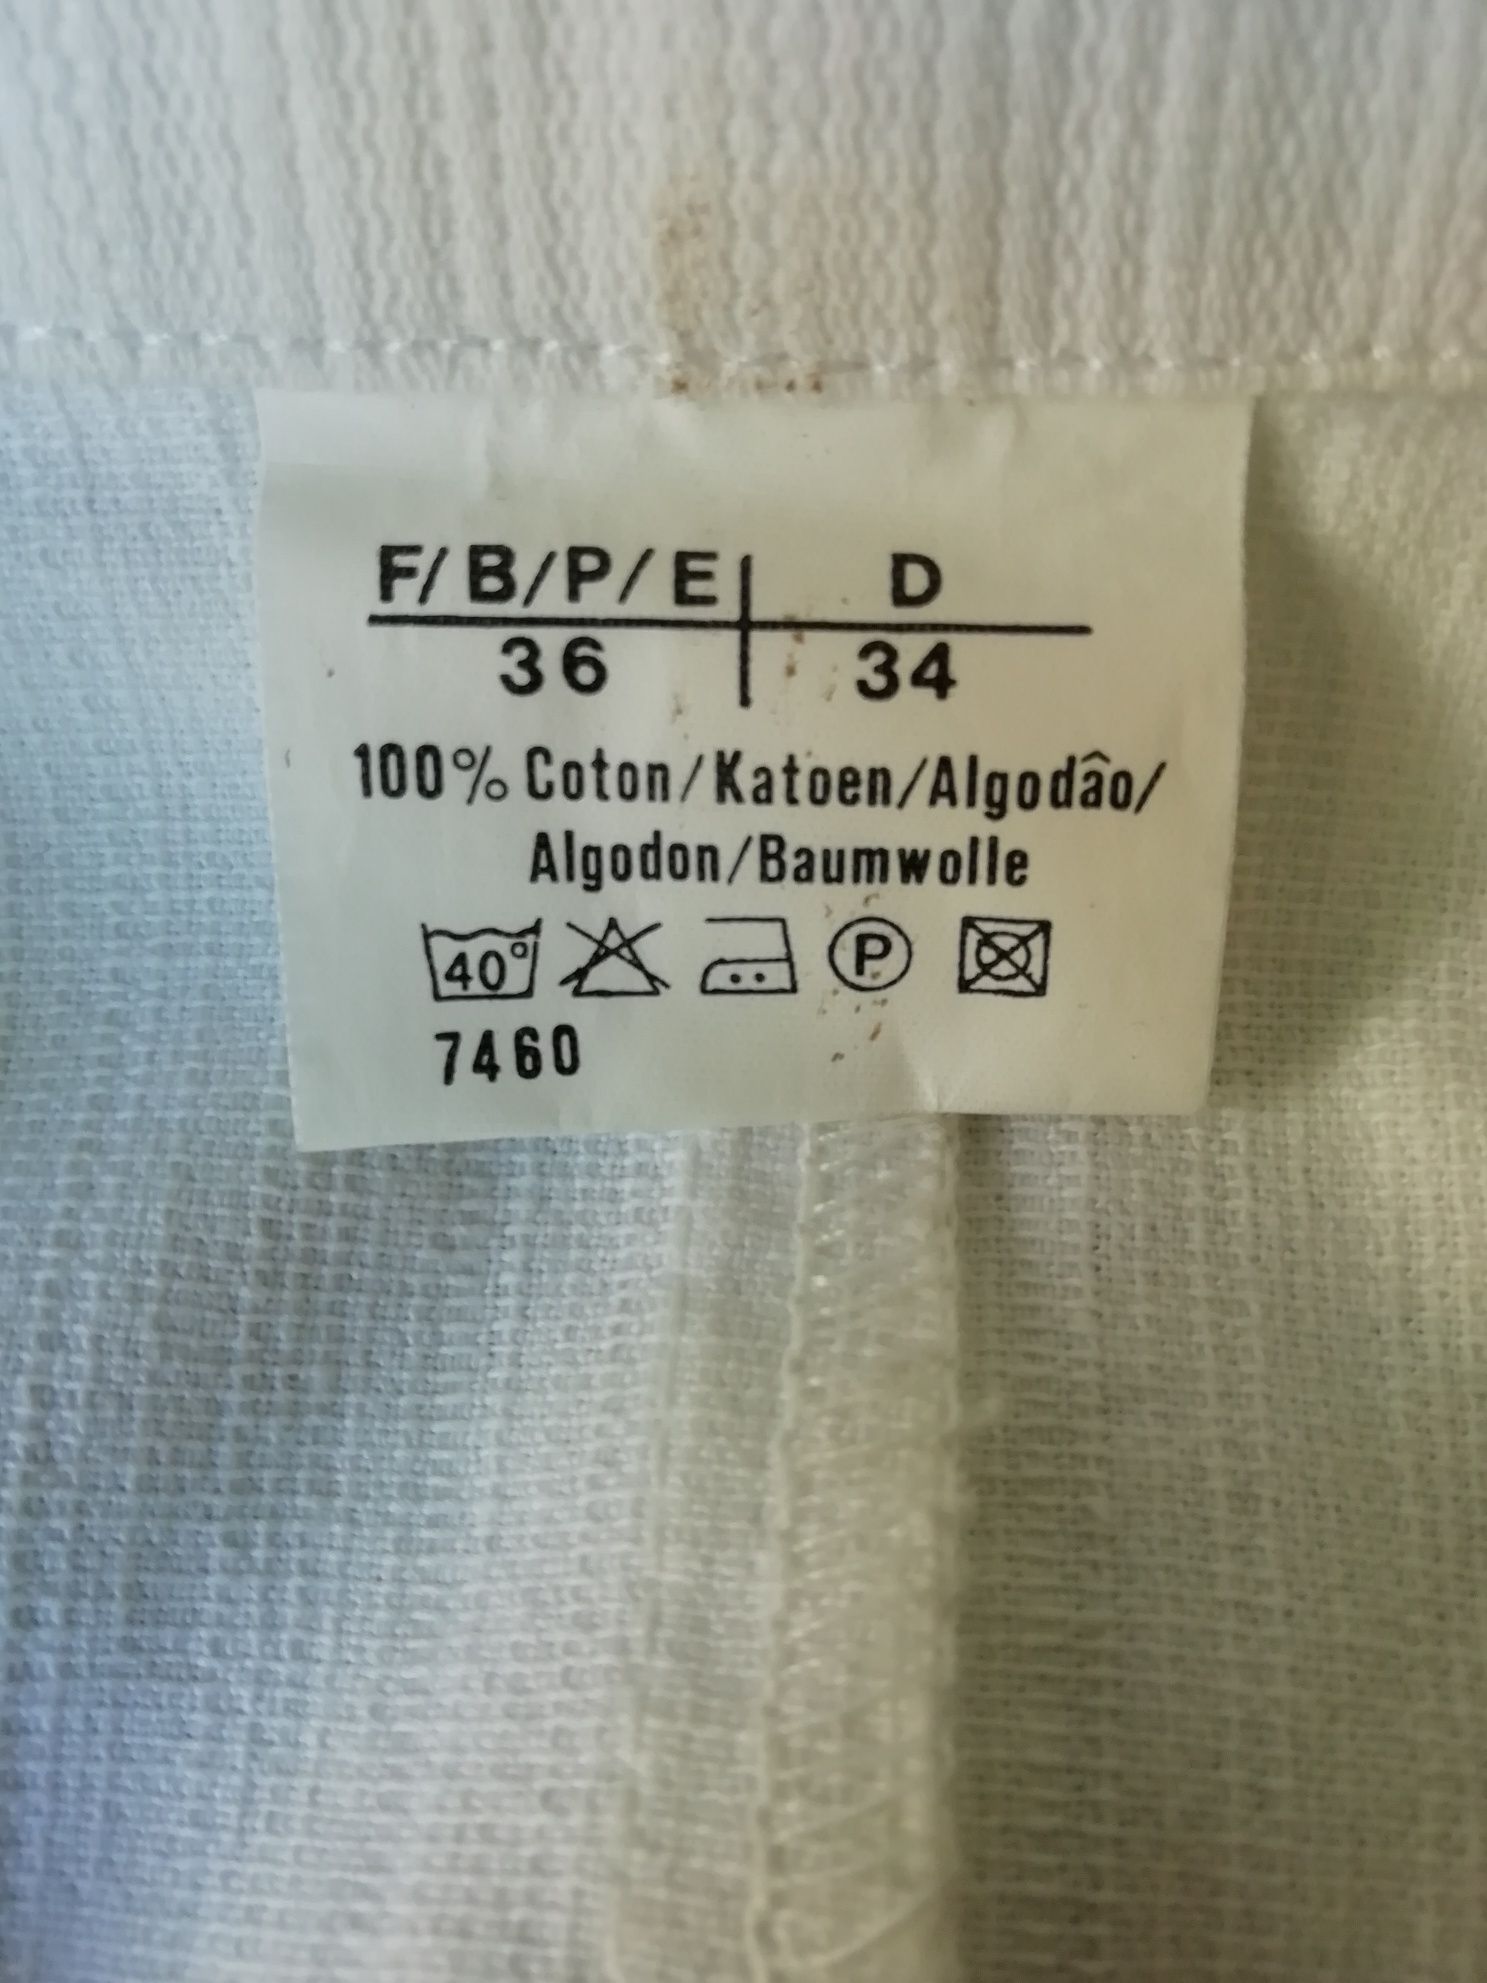 F/B/P/E | D
36 | 34
100% Coton/Katoen/Algodâo/
Algodon/Baumwolle
40° P
7460